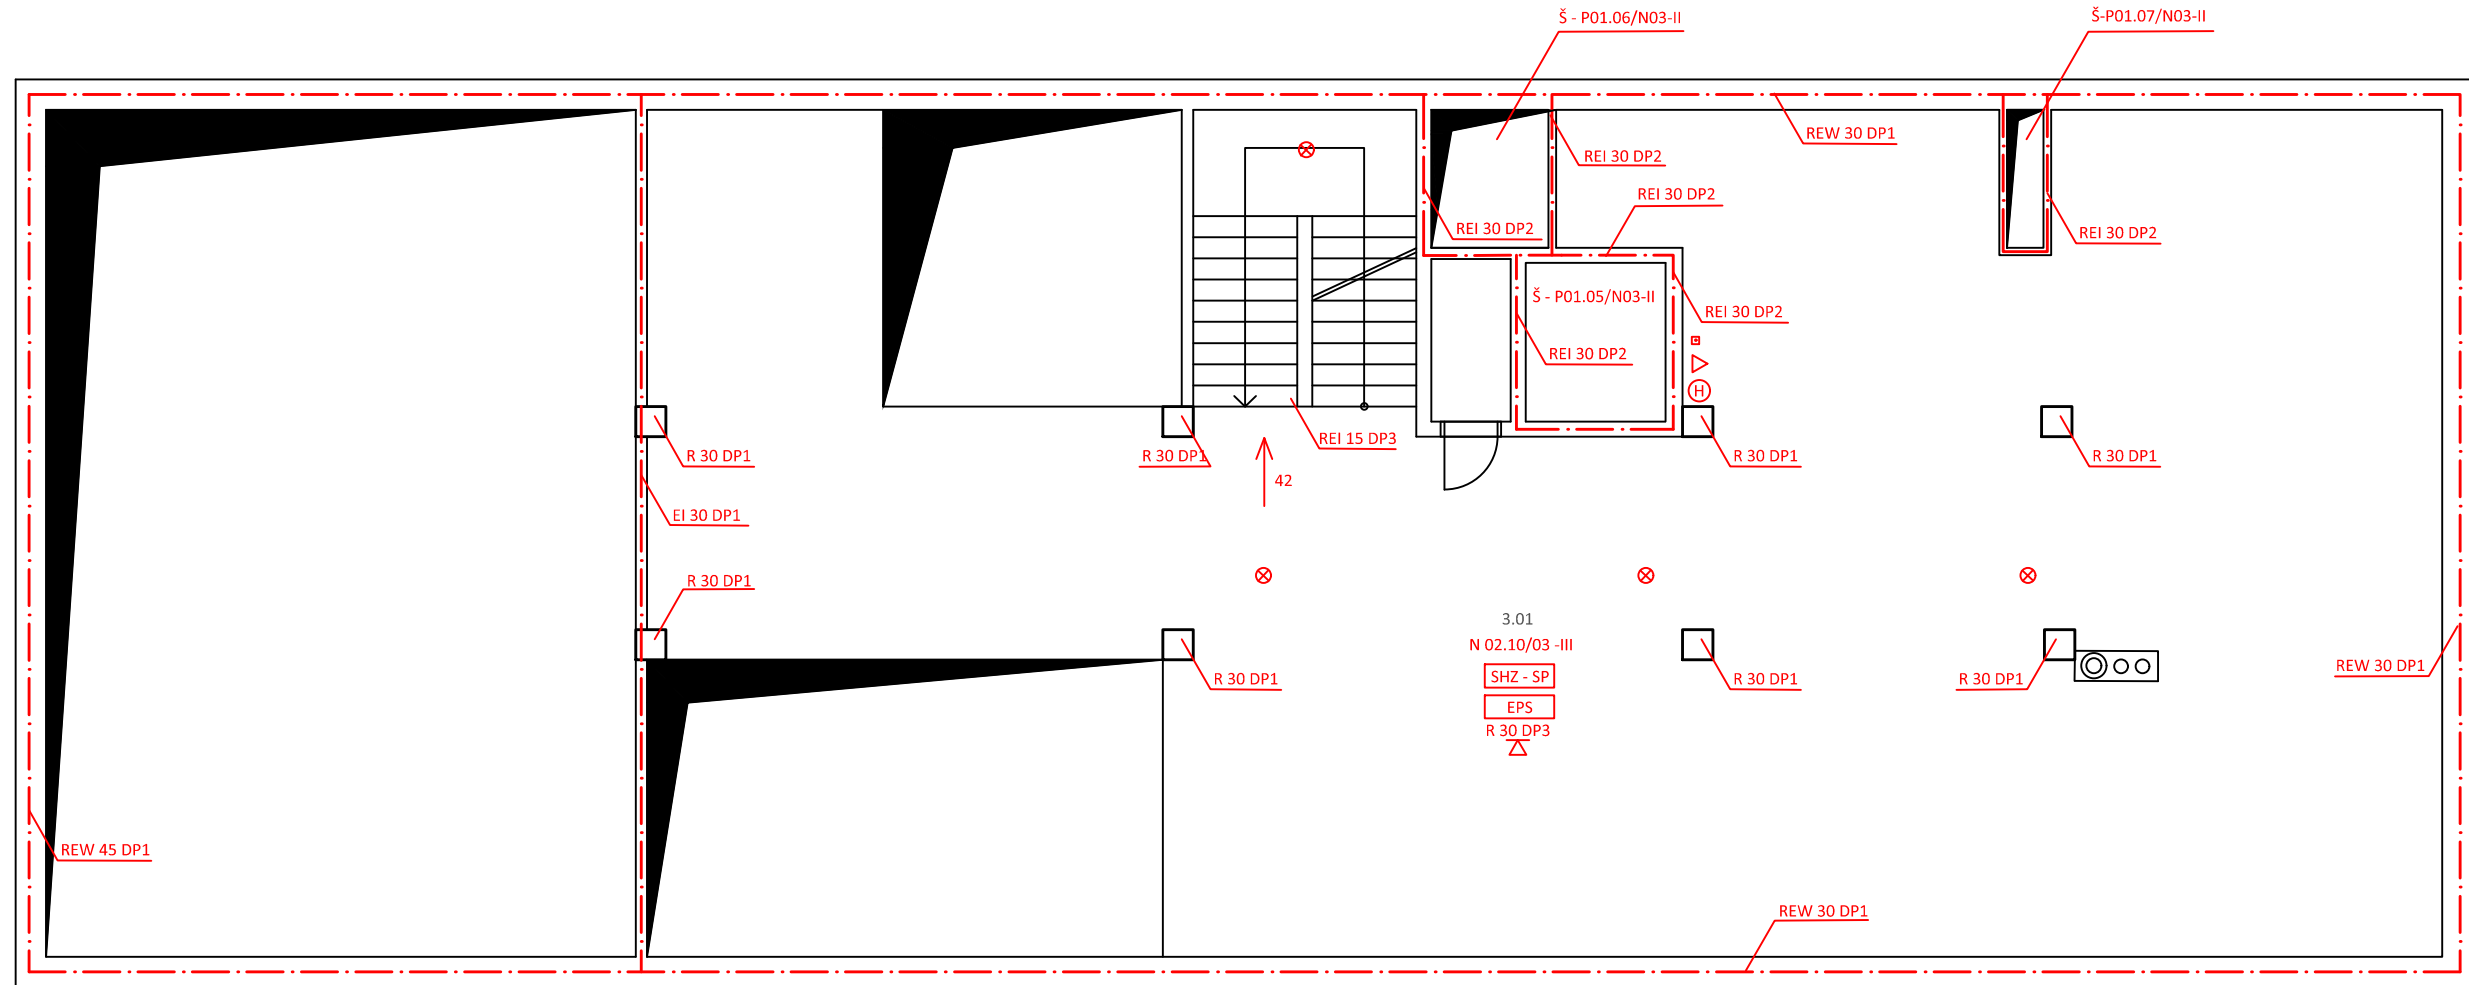 Š - P01.06/N03-II
Š-P01.07/N03-II
REW 30 DP1
REI 30 DP2
REI 30 DP2
REI 30 DP2
REI 30 DP2
Š - P01.05/N03-II
REI 30 DP2
REI 30 DP2
H
REI 15 DP3
R 30 DP1
R 30 DP1
R 30 DP1
R 30 DP1
42
EI 30 DP1
R 30 DP1
3.01
N 02.10/03 -III
REW 30 DP1
SHZ - SP
R 30 DP1
R 30 DP1
R 30 DP1
EPS
R 30 DP3
REW 45 DP1
REW 30 DP1